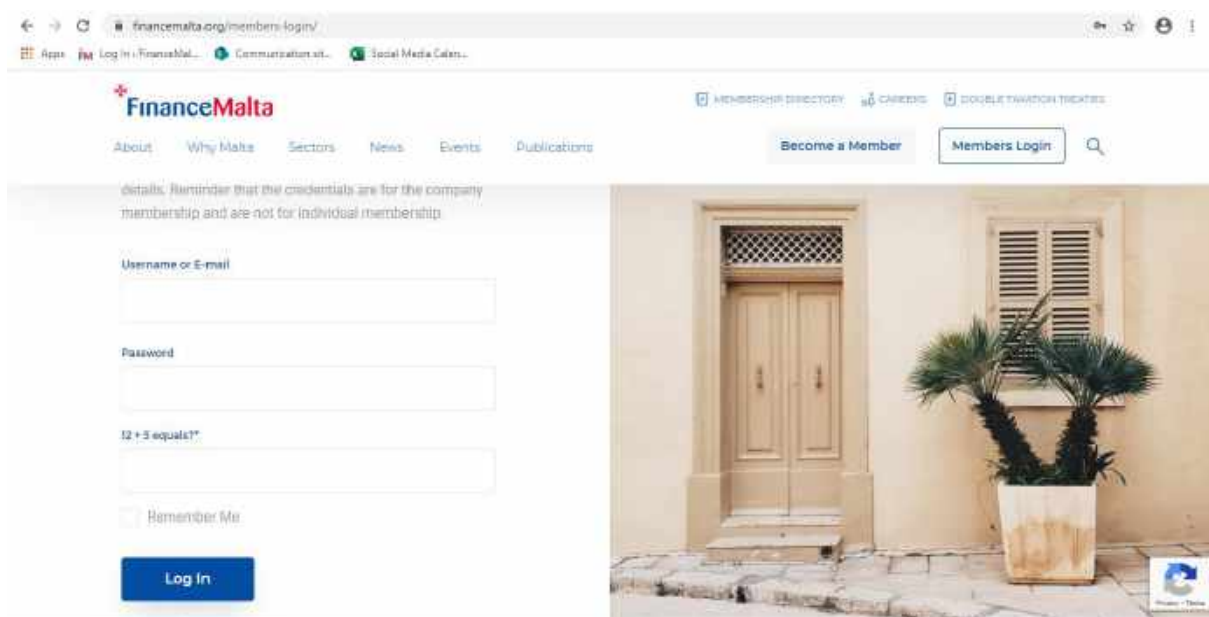 financemalta.org/members-login/
Apps Log In ‹ FinanceMal... Communication sit... Social Media Calen...
FinanceMalta
MEMBERSHIP DIRECTORY CAREERS DOUBLE TAXATION TREATIES
About Why Malta Sectors News Events Publications Become a Member Members Login
details. Reminder that the credentials are for the company
membership and are not for individual membership
Username or E-mail
Password
12 + 5 equals?*
Remember Me
Log In
Privacy - Terms